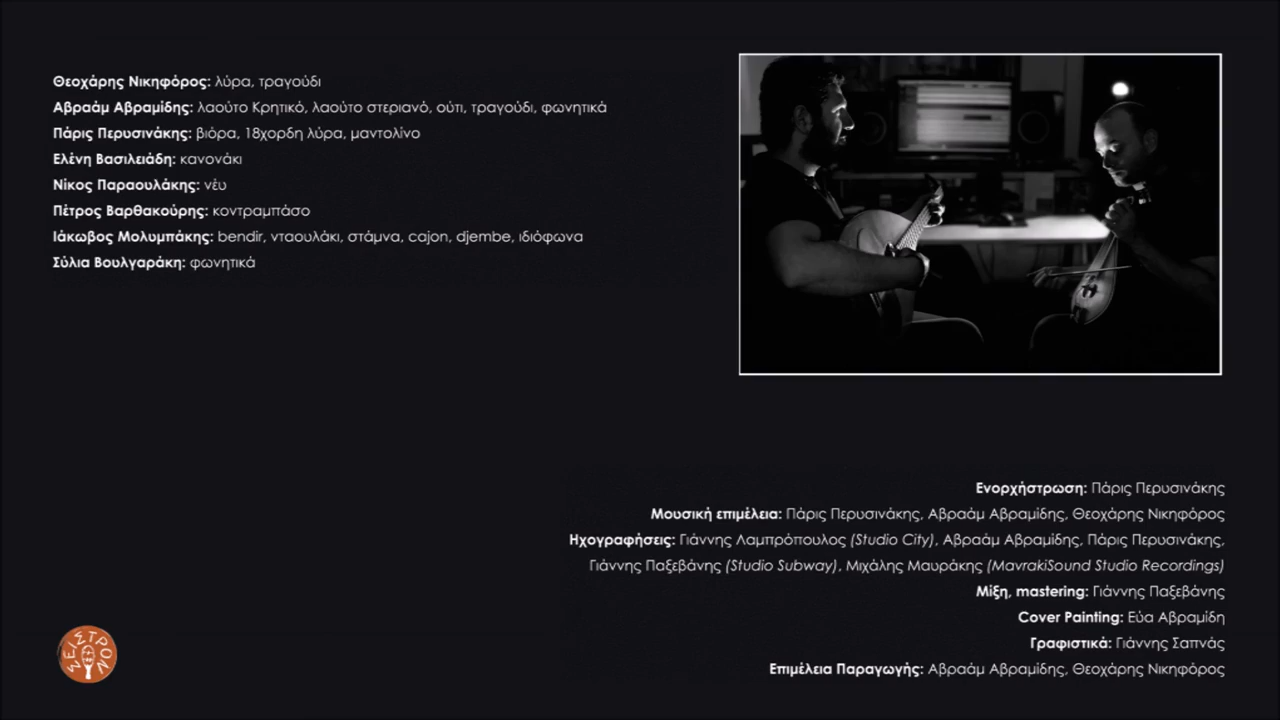 Θεοχάρης Νικηφόρος: λύρα, τραγούδι
Αβραάμ Αβραμίδης: λαούτο Κρητικό, λαούτο στεριανό, ούτι, τραγούδι, φωνητικά
Πάρις Περυσινάκης: βιόρα, 18χορδη λύρα, μαντολίνο
Ελένη Βασιλειάδη: κανονάκι
Νίκος Παραουλάκης: νέυ
Πέτρος Βαρθακούρης: κοντραμπάσο
Ιάκωβος Μολυμπάκης: bendir, νταουλάκι, στάμνα, cajon, djembe, ιδιόφωνα
Σύλια Βουλγαράκη: φωνητικά
Ενορχήστρωση: Πάρις Περυσινάκης
Μουσική επιμέλεια: Πάρις Περυσινάκης, Αβραάμ Αβραμίδης, Θεοχάρης Νικηφόρος
Ηχογραφήσεις: Γιάννης Λαμπρόπουλος (Studio City), Αβραάμ Αβραμίδης, Πάρις Περυσινάκης,
Γιάννης Παξεβάνης (Studio Subway), Μιχάλης Μαυράκης (MavrakiSound Studio Recordings)
Μίξη, mastering: Γιάννης Παξεβάνης
Cover Painting: Εύα Αβραμίδη
Γραφιστικά: Γιάννης Σαπνάς
Επιμέλεια Παραγωγής: Αβραάμ Αβραμίδης, Θεοχάρης Νικηφόρος
ΣΕΙΣΤΡΟΝ